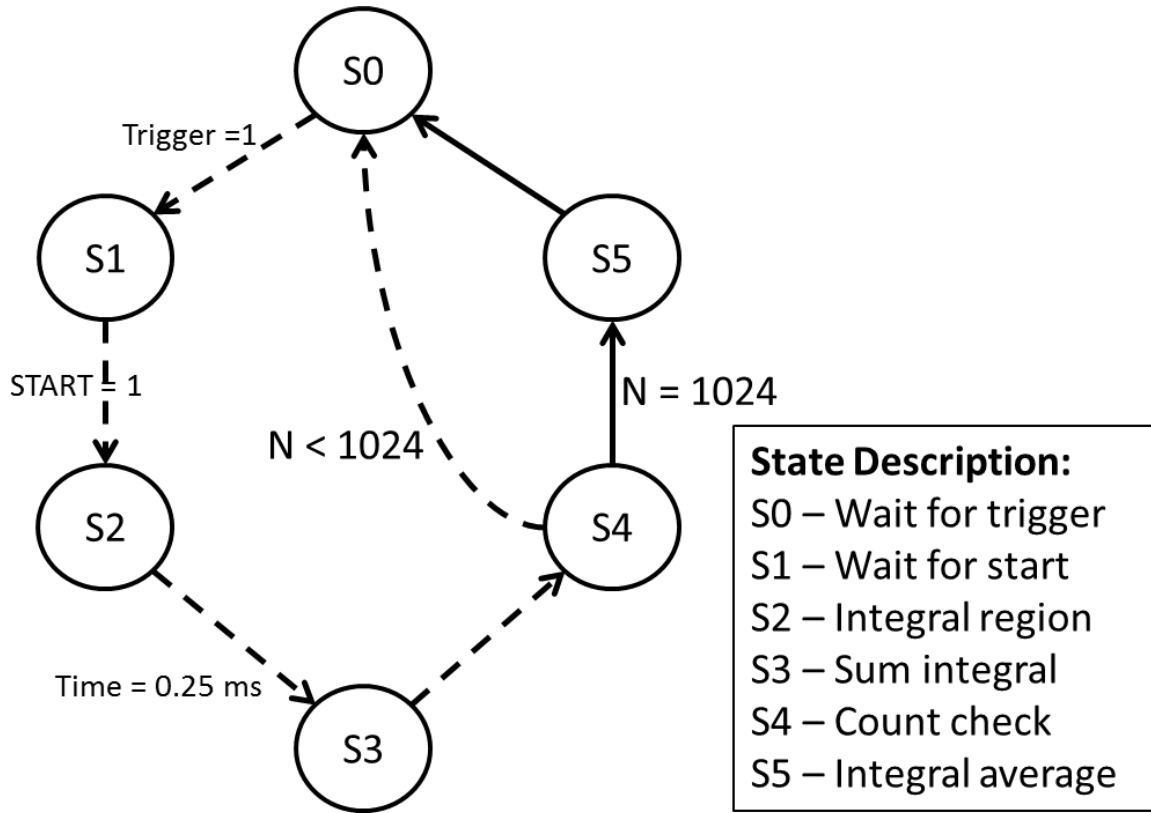 S0
Trigger =1
S1
S5
START = 1
N = 1024
N < 1024
S2
S4
Time = 0.25 ms
S3
State Description:
S0 – Wait for trigger
S1 – Wait for start
S2 – Integral region
S3 – Sum integral
S4 – Count check
S5 – Integral average